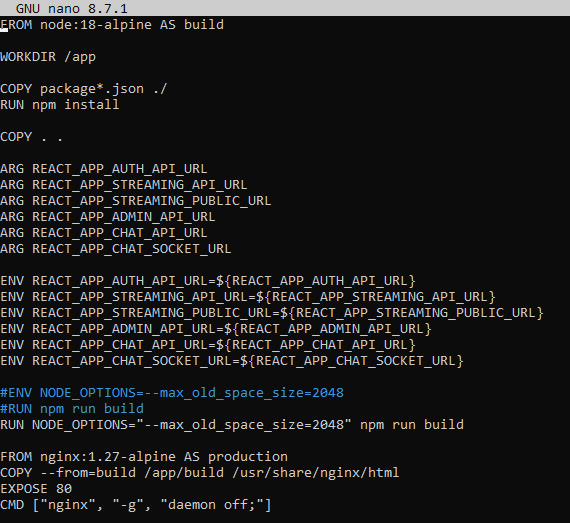 GNU nano 8.7.1
FROM node:18-alpine AS build
WORKDIR /app
COPY package*.json ./
RUN npm install
COPY . .
ARG REACT_APP_AUTH_API_URL
ARG REACT_APP_STREAMING_API_URL
ARG REACT_APP_STREAMING_PUBLIC_URL
ARG REACT_APP_ADMIN_API_URL
ARG REACT_APP_CHAT_API_URL
ARG REACT_APP_CHAT_SOCKET_URL
ENV REACT_APP_AUTH_API_URL=${REACT_APP_AUTH_API_URL}
ENV REACT_APP_STREAMING_API_URL=${REACT_APP_STREAMING_API_URL}
ENV REACT_APP_STREAMING_PUBLIC_URL=${REACT_APP_STREAMING_PUBLIC_URL}
ENV REACT_APP_ADMIN_API_URL=${REACT_APP_ADMIN_API_URL}
ENV REACT_APP_CHAT_API_URL=${REACT_APP_CHAT_API_URL}
ENV REACT_APP_CHAT_SOCKET_URL=${REACT_APP_CHAT_SOCKET_URL}
#ENV NODE_OPTIONS=--max_old_space_size=2048
#RUN npm run build
RUN NODE_OPTIONS="--max_old_space_size=2048" npm run build
FROM nginx:1.27-alpine AS production
COPY --from=build /app/build /usr/share/nginx/html
EXPOSE 80
CMD ["nginx", "-g", "daemon off;"]